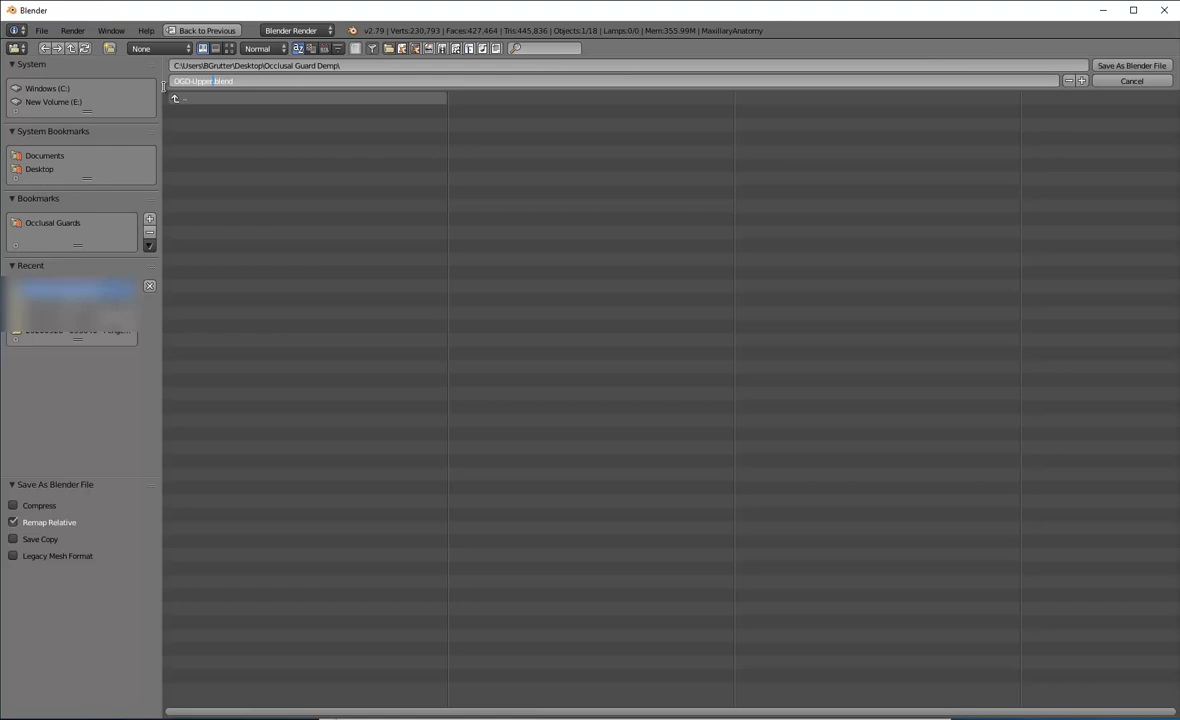 Blender
File Render Window Help Back to Previous Blender Render v2.79 | Verts:230,793 | Faces:427,464 | Tris:445,836 | Objects:1/18 | Lamps:0/0 | Mem:355.99M | MaxillaryAnatomy
None Normal
System
C:\Users\BGrutter\Desktop\Occlusal Guard Demp\ Save As Blender File
OGD-Upper.blend Cancel
Windows (C:)
New Volume (E:)
..
System Bookmarks
Documents
Desktop
Bookmarks
Occlusal Guards
Recent
Save As Blender File
Compress
Remap Relative
Save Copy
Legacy Mesh Format